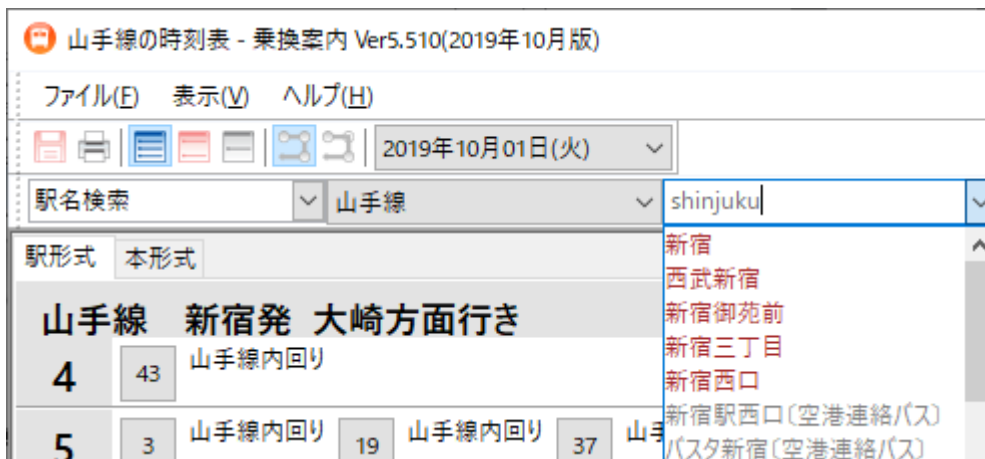 山手線の時刻表 - 乗換案内 Ver5.510(2019年10月版)
ファイル(F) 表示(V) ヘルプ(H)
2019年10月01日(火)
駅名検索 山手線 shinjuku
新宿
西武新宿
新宿御苑前
新宿三丁目
新宿西口
新宿駅西口〔空港連絡バス〕
バスタ新宿〔空港連絡バス〕
駅形式 本形式
山手線 新宿発 大崎方面行き
4 43 山手線内回り
5 3 山手線内回り 19 山手線内回り 37 山手